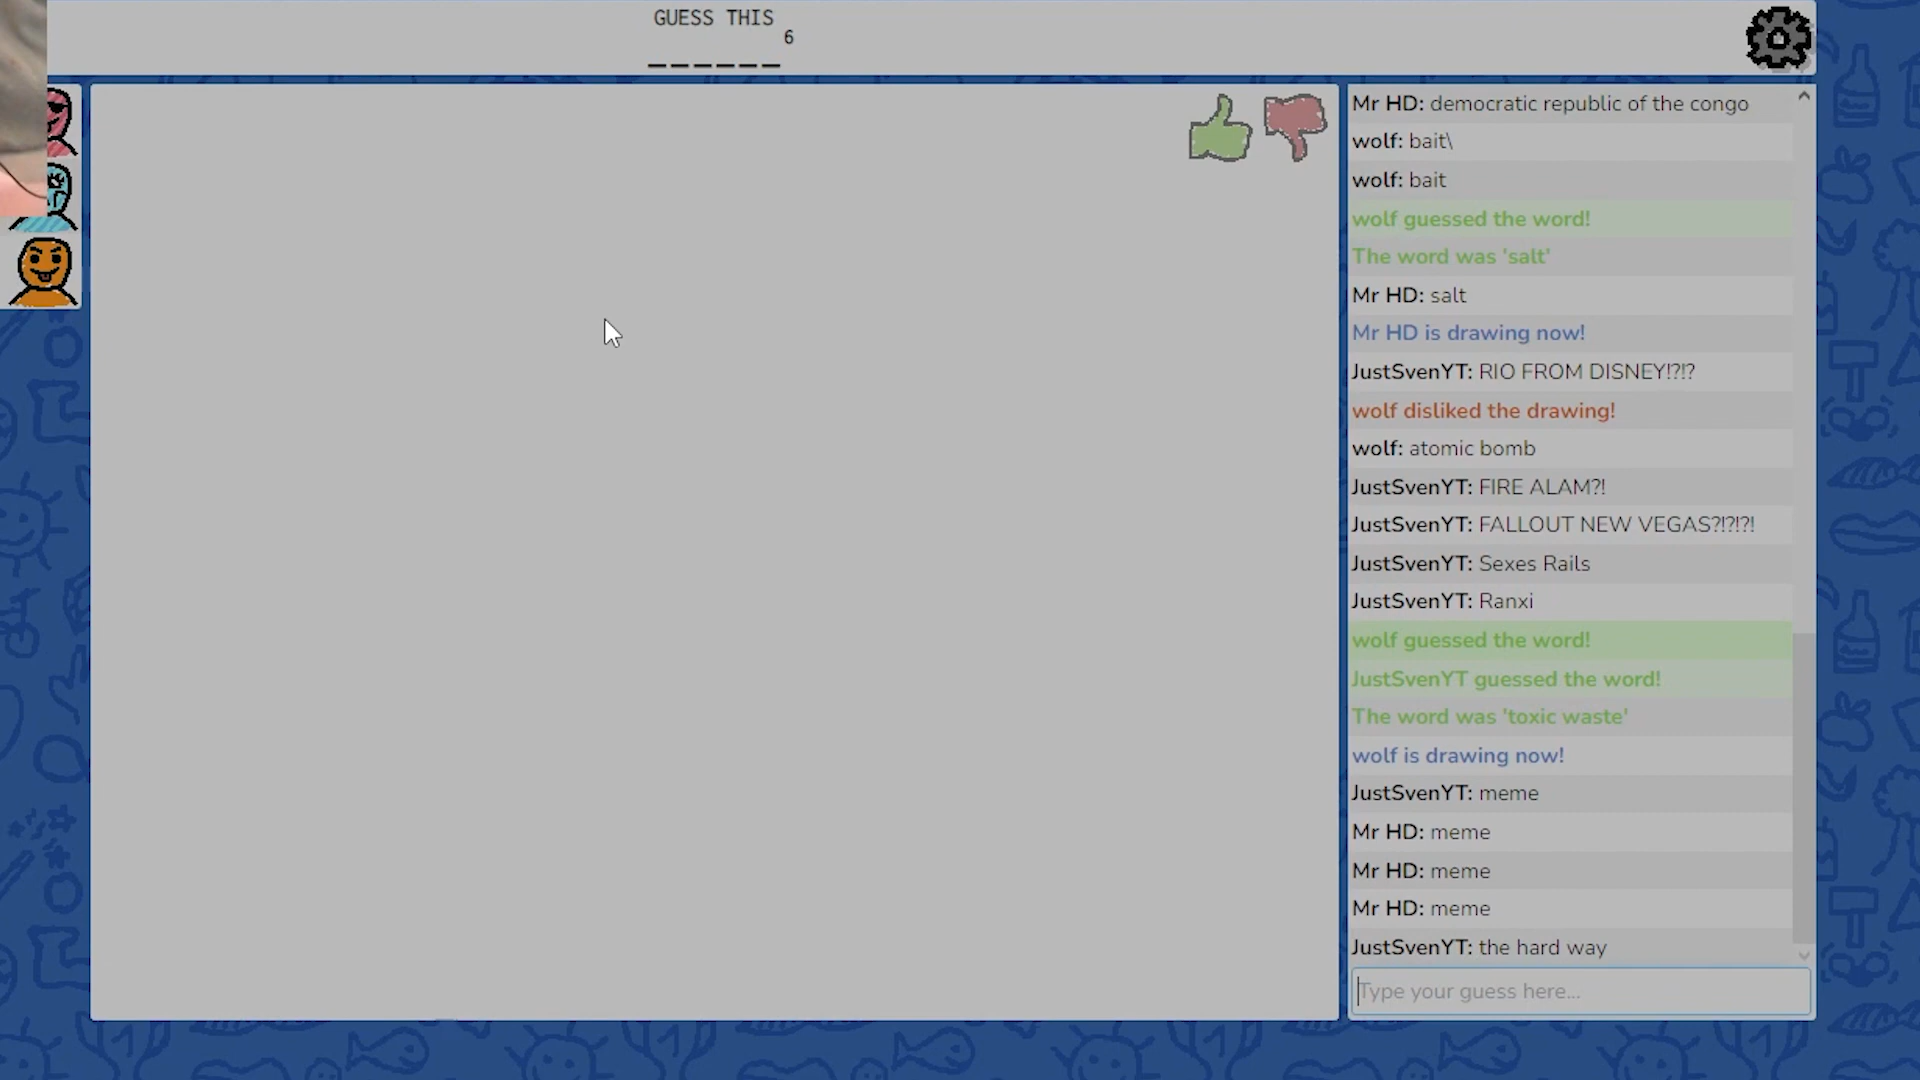 GUESS THIS
6
______
Mr HD: democratic republic of the congo
wolf: bait\
wolf: bait
wolf guessed the word!
The word was 'salt'
Mr HD: salt
Mr HD is drawing now!
JustSvenYT: RIO FROM DISNEY!?!?
wolf disliked the drawing!
wolf: atomic bomb
JustSvenYT: FIRE ALAM?!
JustSvenYT: FALLOUT NEW VEGAS?!?!?!
JustSvenYT: Sexes Rails
JustSvenYT: Ranxi
wolf guessed the word!
JustSvenYT guessed the word!
The word was 'toxic waste'
wolf is drawing now!
JustSvenYT: meme
Mr HD: meme
Mr HD: meme
Mr HD: meme
JustSvenYT: the hard way
Type your guess here...